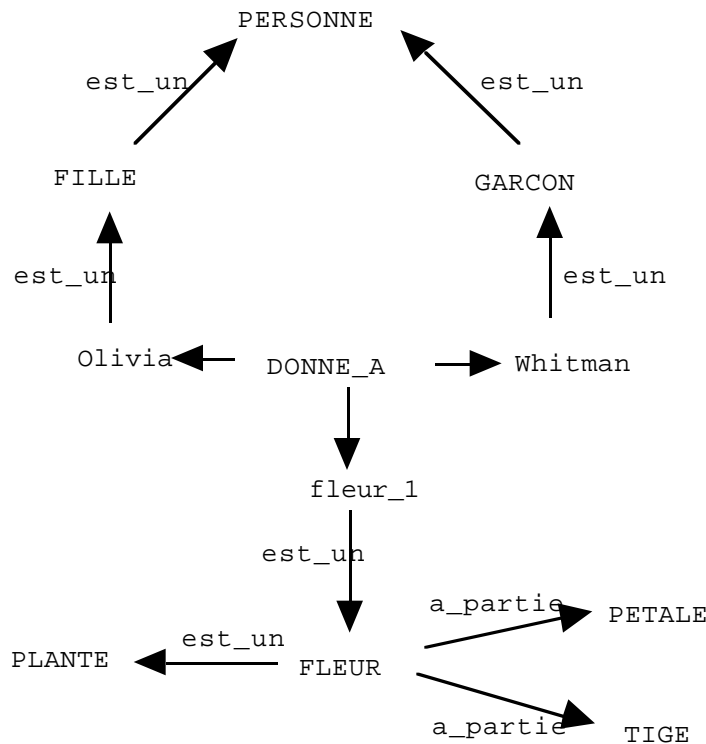 PERSONNE
est_un
est_un
FILLE
GARCON
est_un
est_un
Olivia
DONNE_A
Whitman
fleur_1
est_un
a_partie
PETALE
est_un
PLANTE
FLEUR
a_partie
TIGE